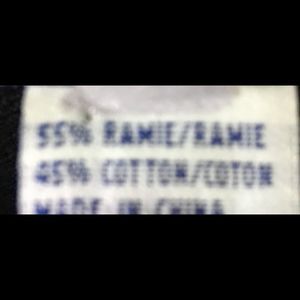 55% RAMIE/RAMIE
45% COTTON/COTON
MADE IN CHINA